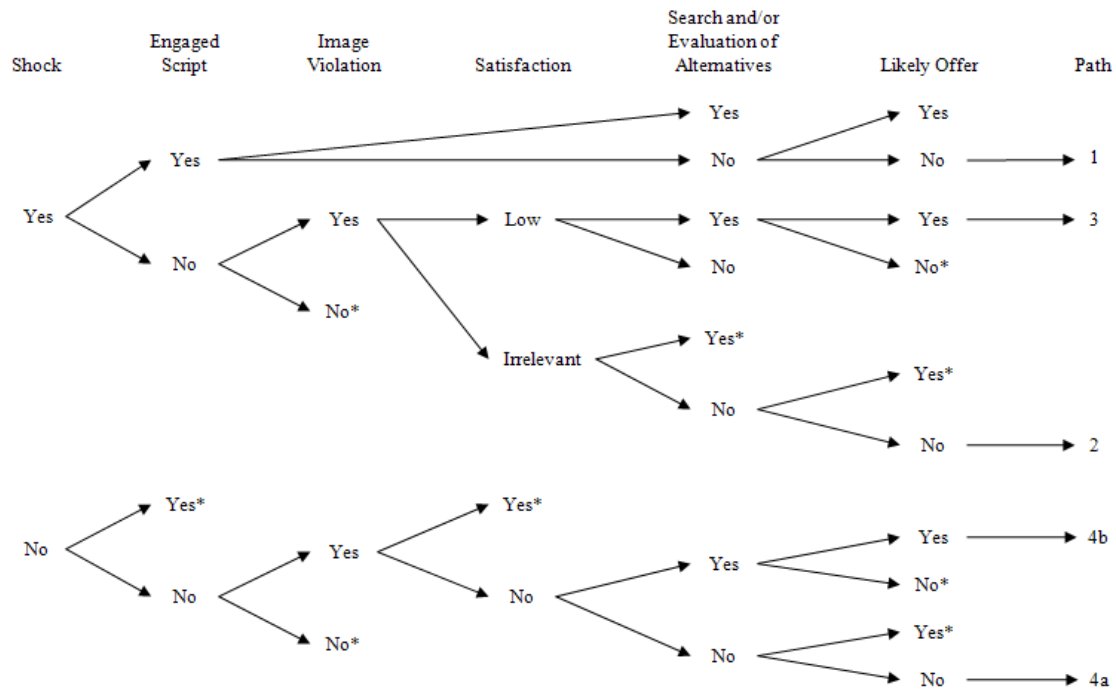 Shock
Engaged
Script
Image
Violation
Satisfaction
Search and/or
Evaluation of
Alternatives
Likely Offer
Path
Yes Yes
Yes No No 1
Yes Yes Low Yes Yes 3
No No No*
No*
Yes*
Irrelevant
Yes*
No
No 2
Yes* Yes*
Yes 4b
No Yes Yes
No*
No No
Yes*
No*
No
No 4a